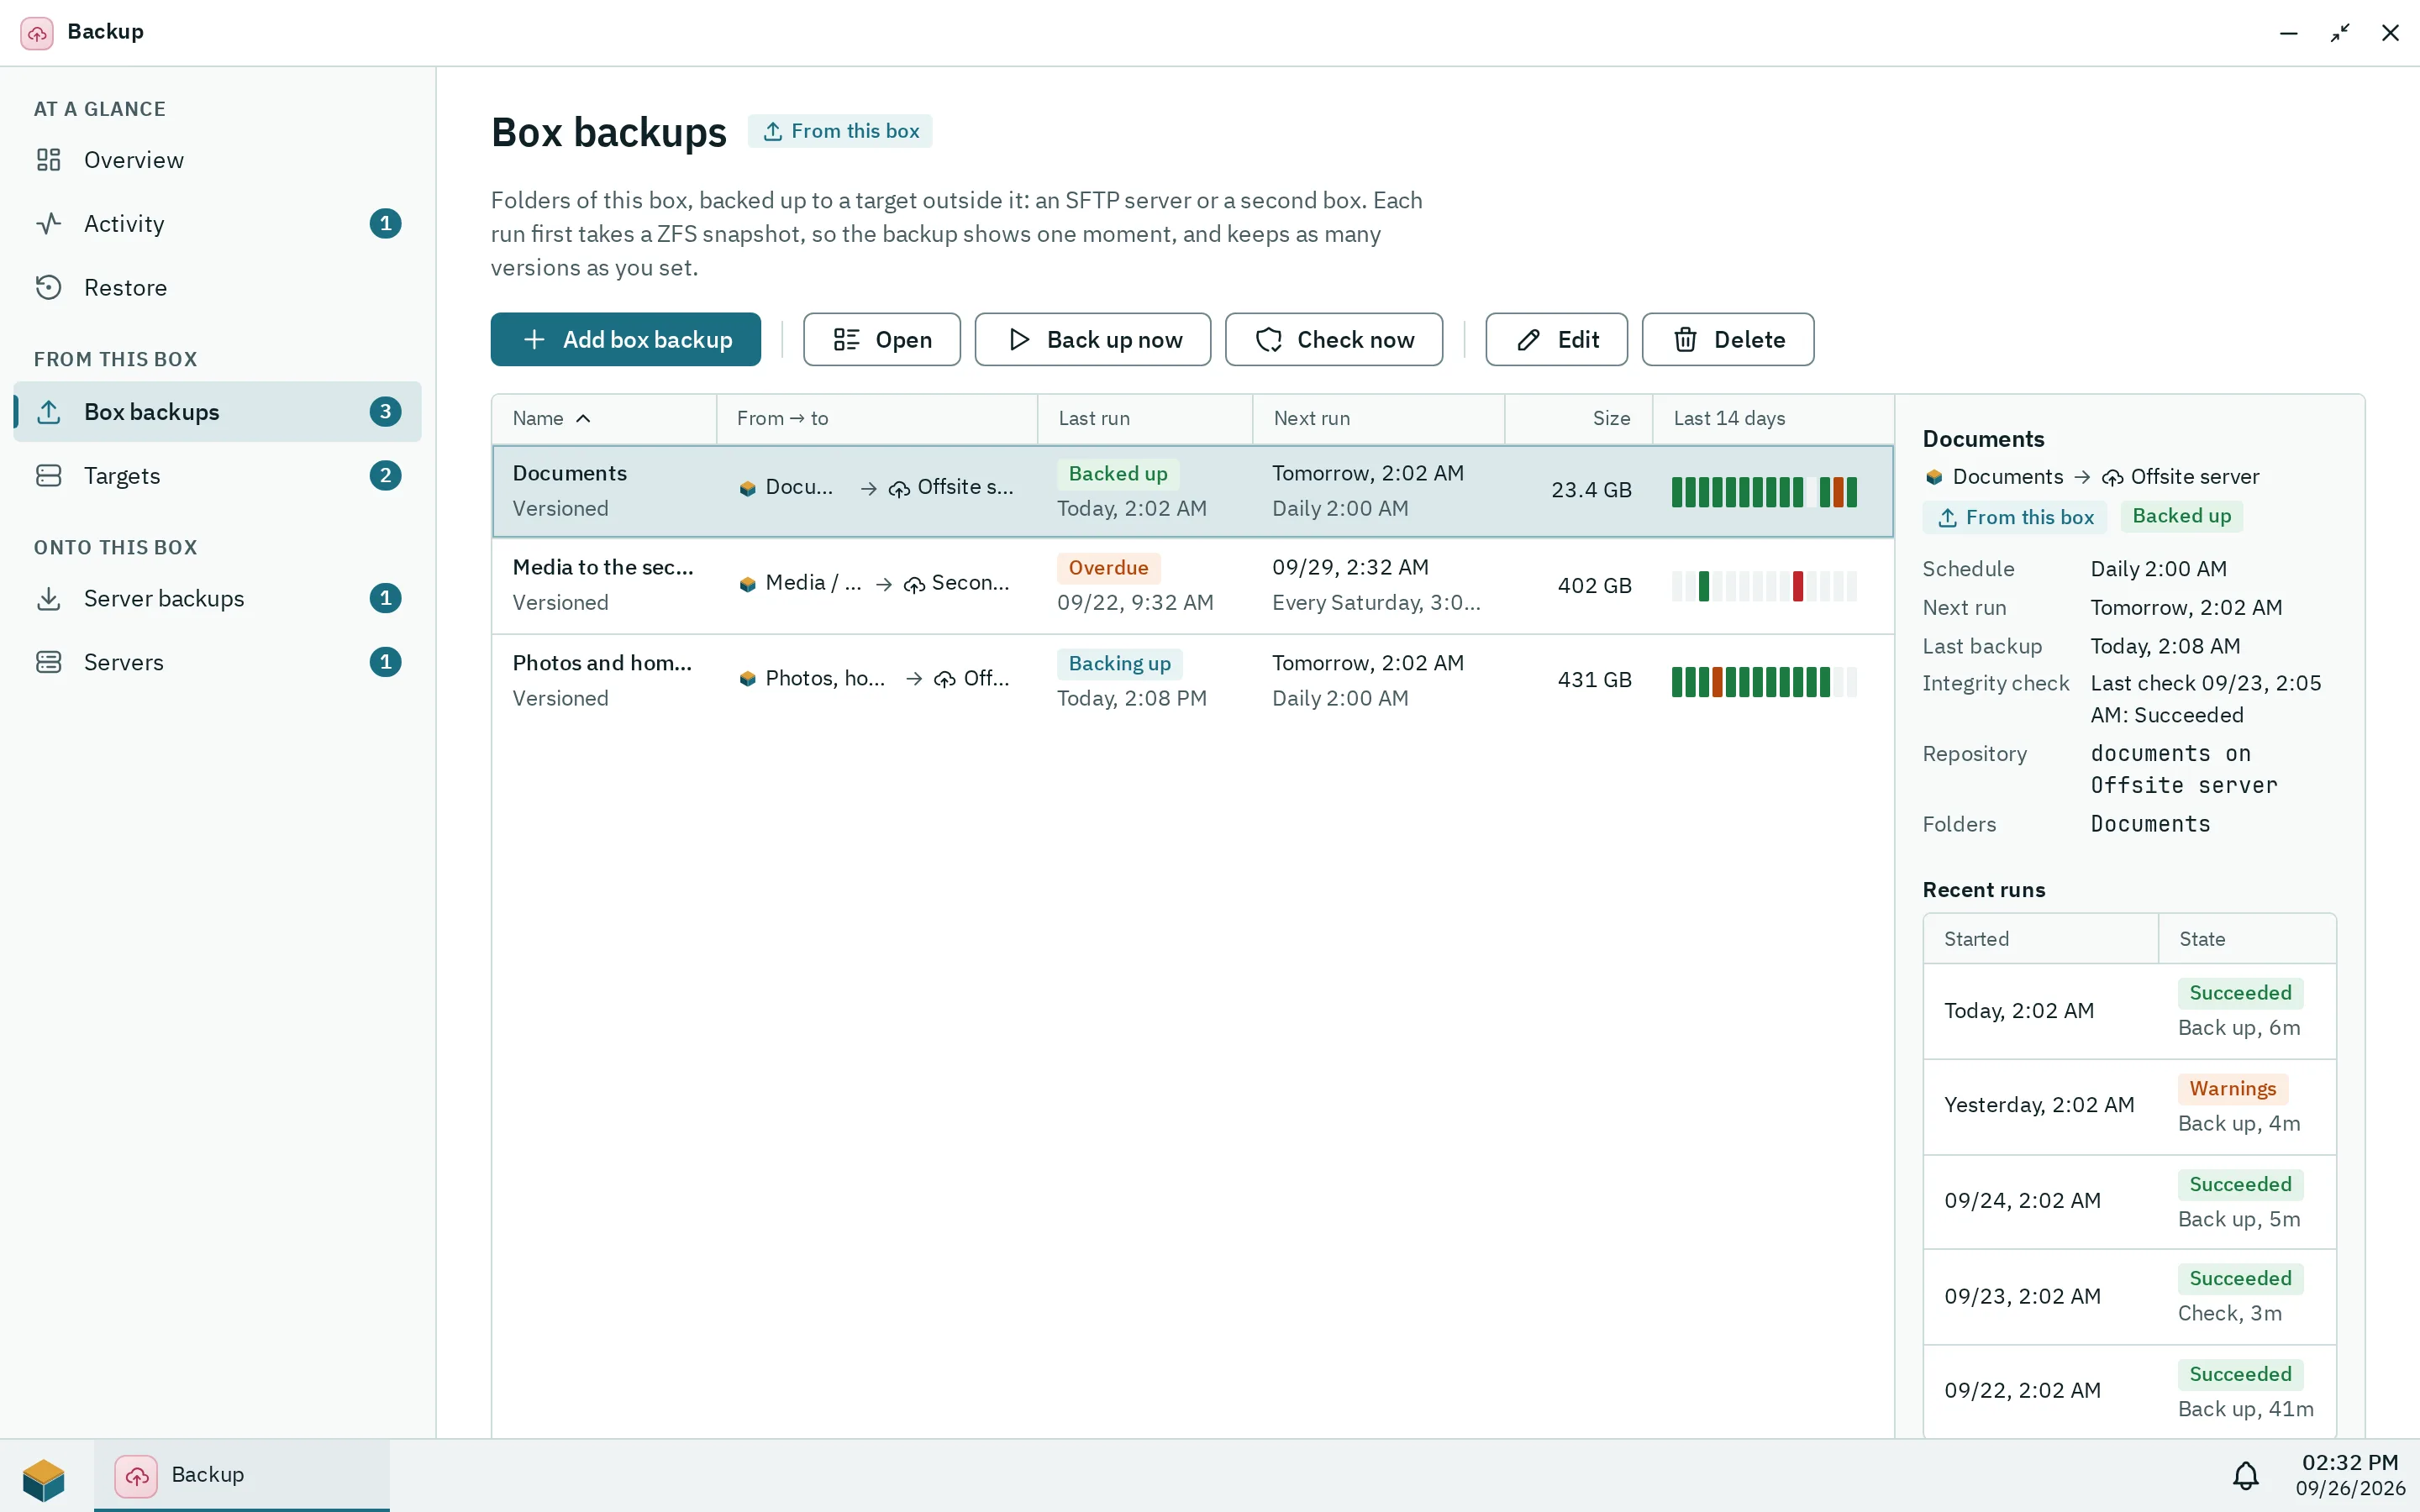 Backup
AT A GLANCE
Overview
Activity 1
Restore
FROM THIS BOX
Box backups 3
Targets 2
ONTO THIS BOX
Server backups 1
Servers 1
Box backups From this box
Folders of this box, backed up to a target outside it: an SFTP server or a second box. Each
run first takes a ZFS snapshot, so the backup shows one moment, and keeps as many
versions as you set.
Add box backup Open Back up now Check now Edit Delete
Name From → to Last run Next run Size Last 14 days
Documents
Versioned
Docu... → Offsite s...
Backed up
Today, 2:02 AM
Tomorrow, 2:02 AM
Daily 2:00 AM
23.4 GB
Media to the sec...
Versioned
Media / ... → Secon...
Overdue
09/22, 9:32 AM
09/29, 2:32 AM
Every Saturday, 3:0...
402 GB
Photos and hom...
Versioned
Photos, ho... → Off...
Backing up
Today, 2:08 PM
Tomorrow, 2:02 AM
Daily 2:00 AM
431 GB
Documents
Documents → Offsite server
From this box Backed up
Schedule Daily 2:00 AM
Next run Tomorrow, 2:02 AM
Last backup Today, 2:08 AM
Integrity check Last check 09/23, 2:05
AM: Succeeded
Repository documents on
Offsite server
Folders Documents
Recent runs
Started State
Today, 2:02 AM
Succeeded
Back up, 6m
Yesterday, 2:02 AM
Warnings
Back up, 4m
09/24, 2:02 AM
Succeeded
Back up, 5m
09/23, 2:02 AM
Succeeded
Check, 3m
09/22, 2:02 AM
Succeeded
Back up, 41m
Backup
02:32 PM
09/26/2026